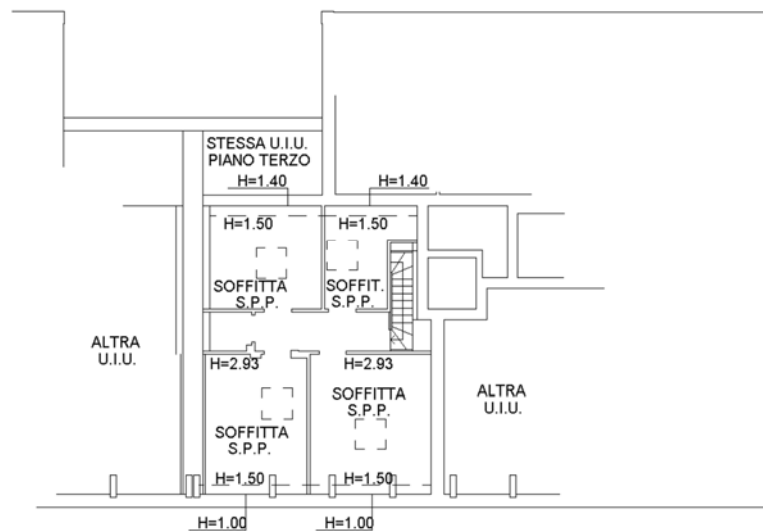 STESSA U.I.U.
PIANO TERZO
H=1.40
H=1.40
H=1.50
H=1.50
SOFFITTA
S.P.P.
SOFFIT.
S.P.P.
ALTRA
U.I.U.
H=2.93
H=2.93
SOFFITTA
S.P.P.
ALTRA
U.I.U.
SOFFITTA
S.P.P.
H=1.50
H=1.50
H=1.00
H=1.00